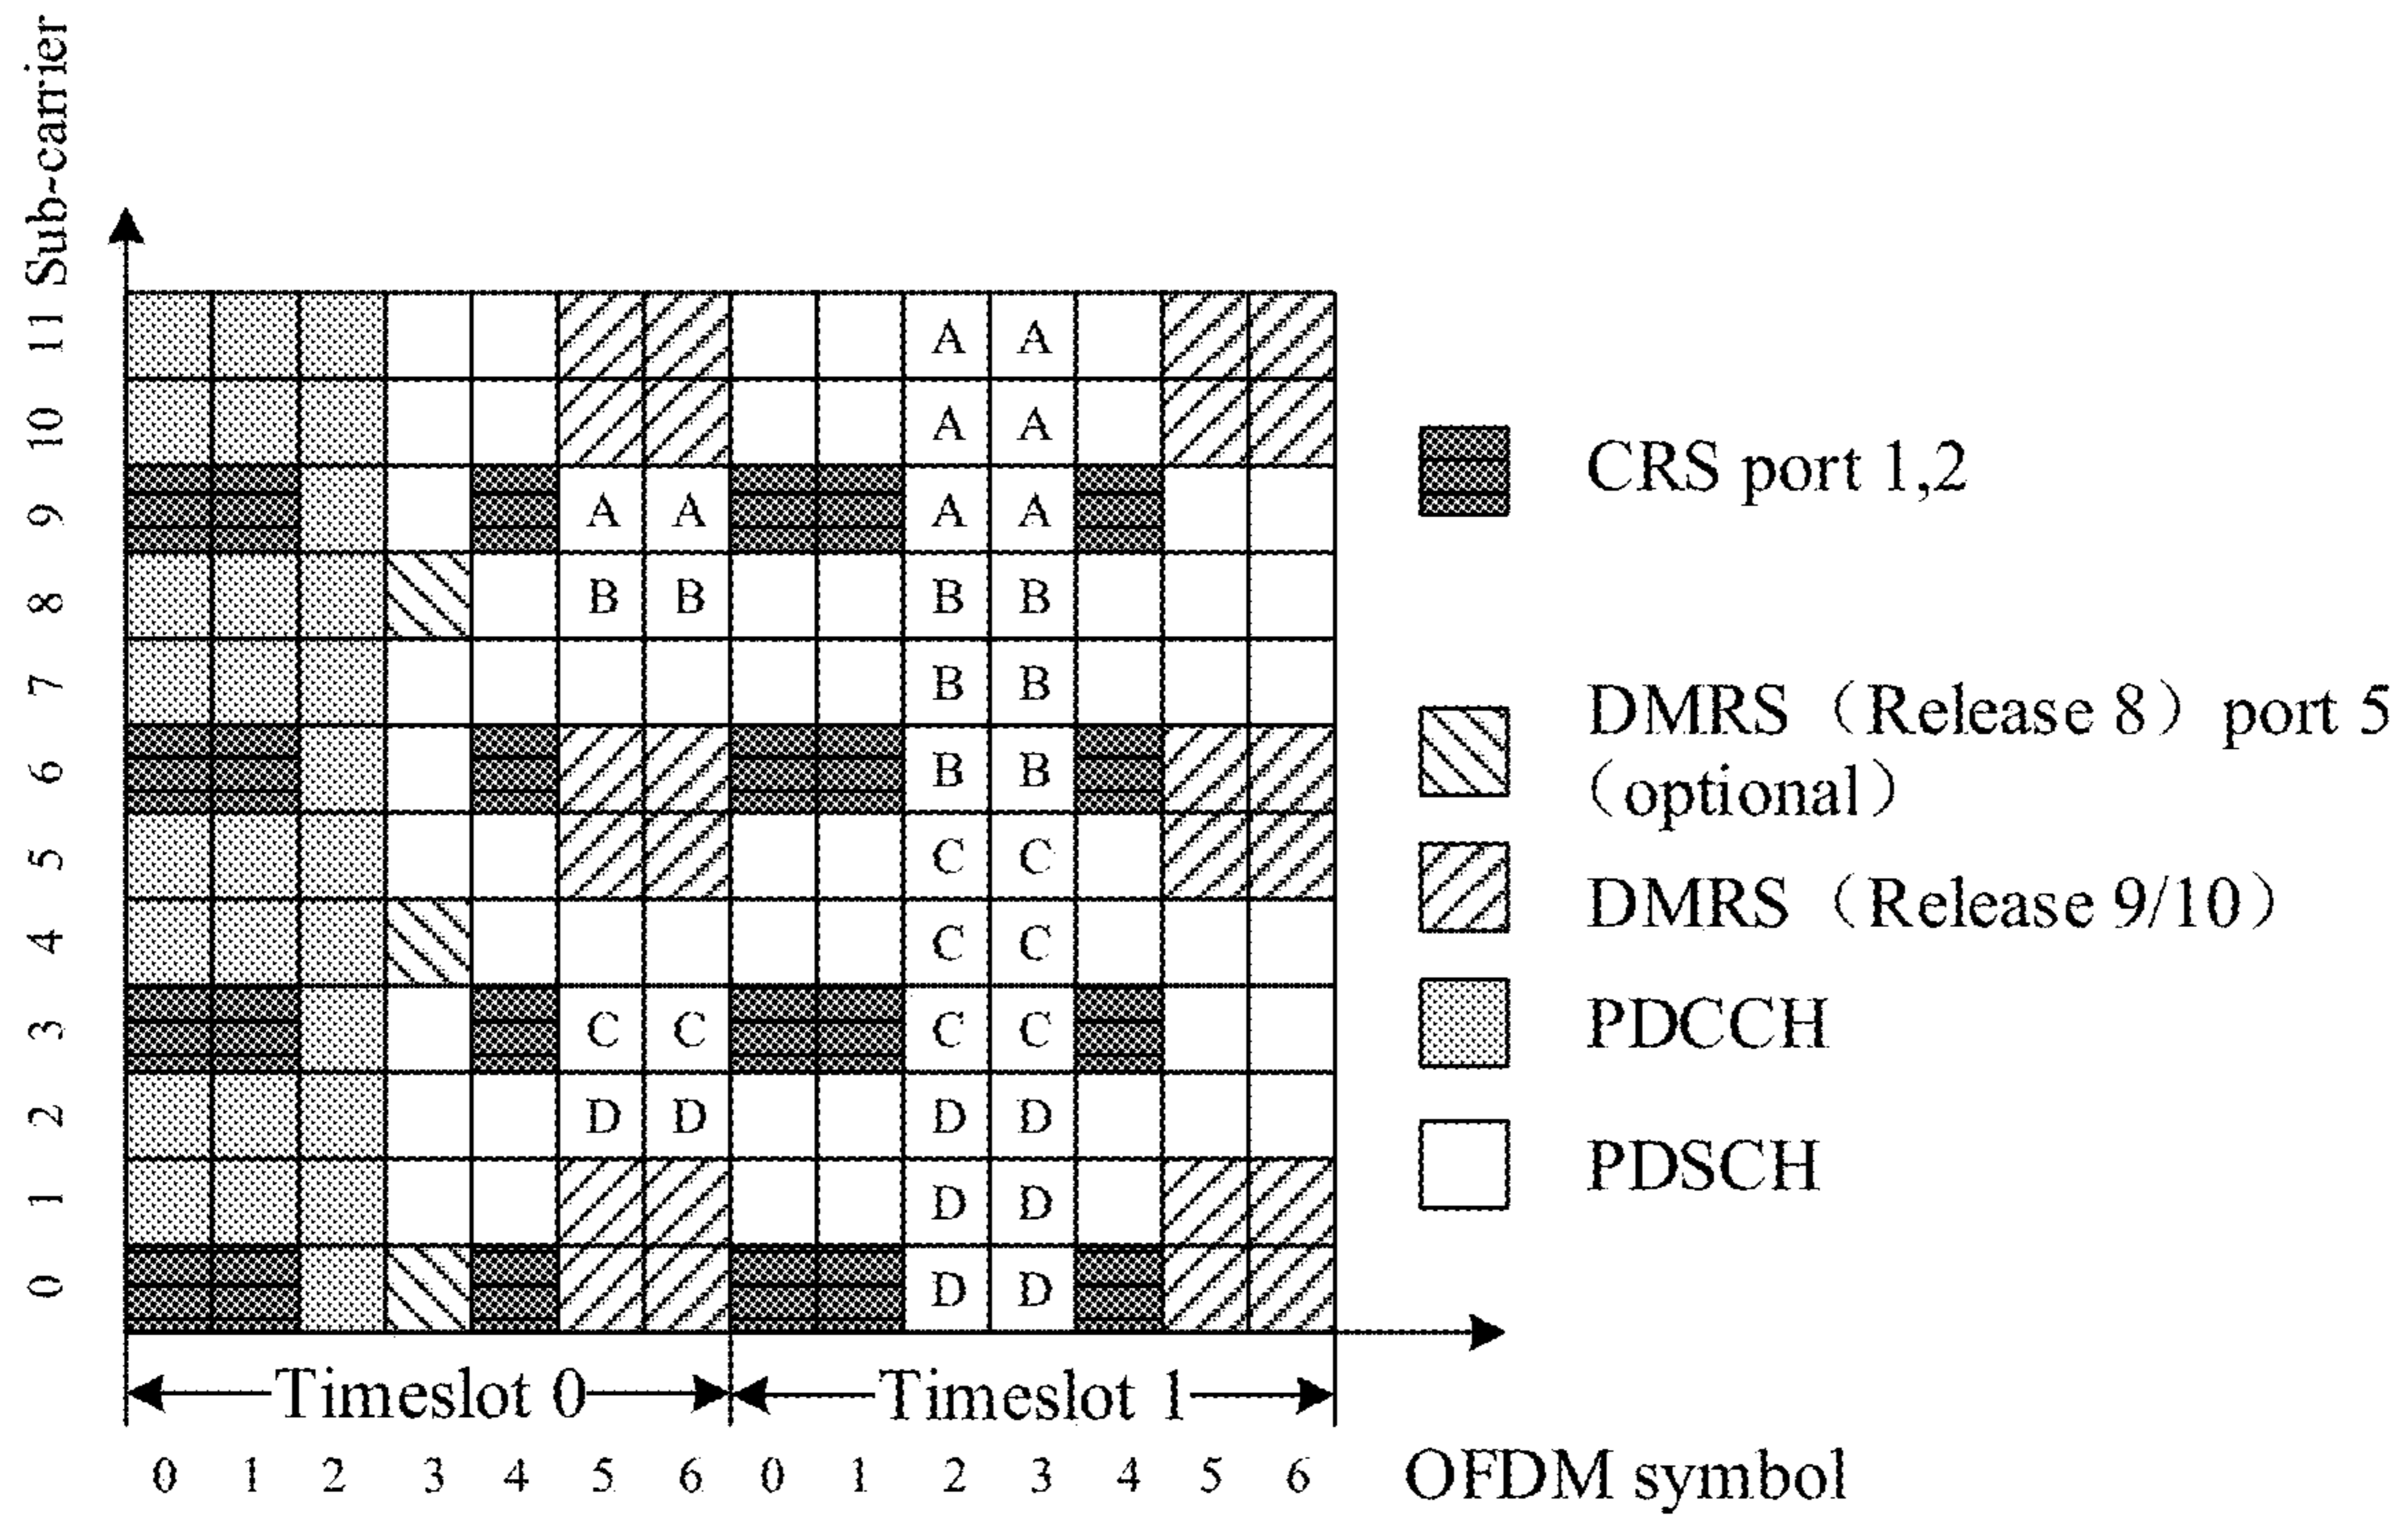 Sub-carrier
11 A A
10 A A
9 A A A A
8 B B B B
7 B B
6 B B
5 C C
4 C C
3 C C C C
2 D D D D
1 D D
0 D D
Timeslot 0 Timeslot 1
0 1 2 3 4 5 6 0 1 2 3 4 5 6 OFDM symbol
CRS port 1,2
DMRS（Release 8）port 5
（optional）
DMRS（Release 9/10）
PDCCH
PDSCH